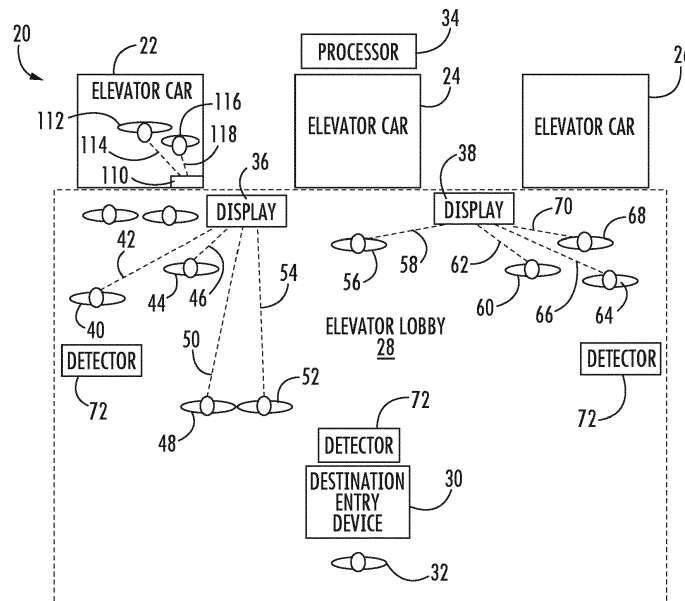 34
20
22
PROCESSOR
24
26
ELEVATOR CAR
116
112
ELEVATOR CAR
ELEVATOR CAR
114
118
36
38
110
DISPLAY
DISPLAY
70
68
42
54
58
62
56
44
46
60
66
64
40
50
ELEVATOR LOBBY
28
DETECTOR
DETECTOR
52
72
72
72
48
DETECTOR
DESTINATION
ENTRY
DEVICE
30
32